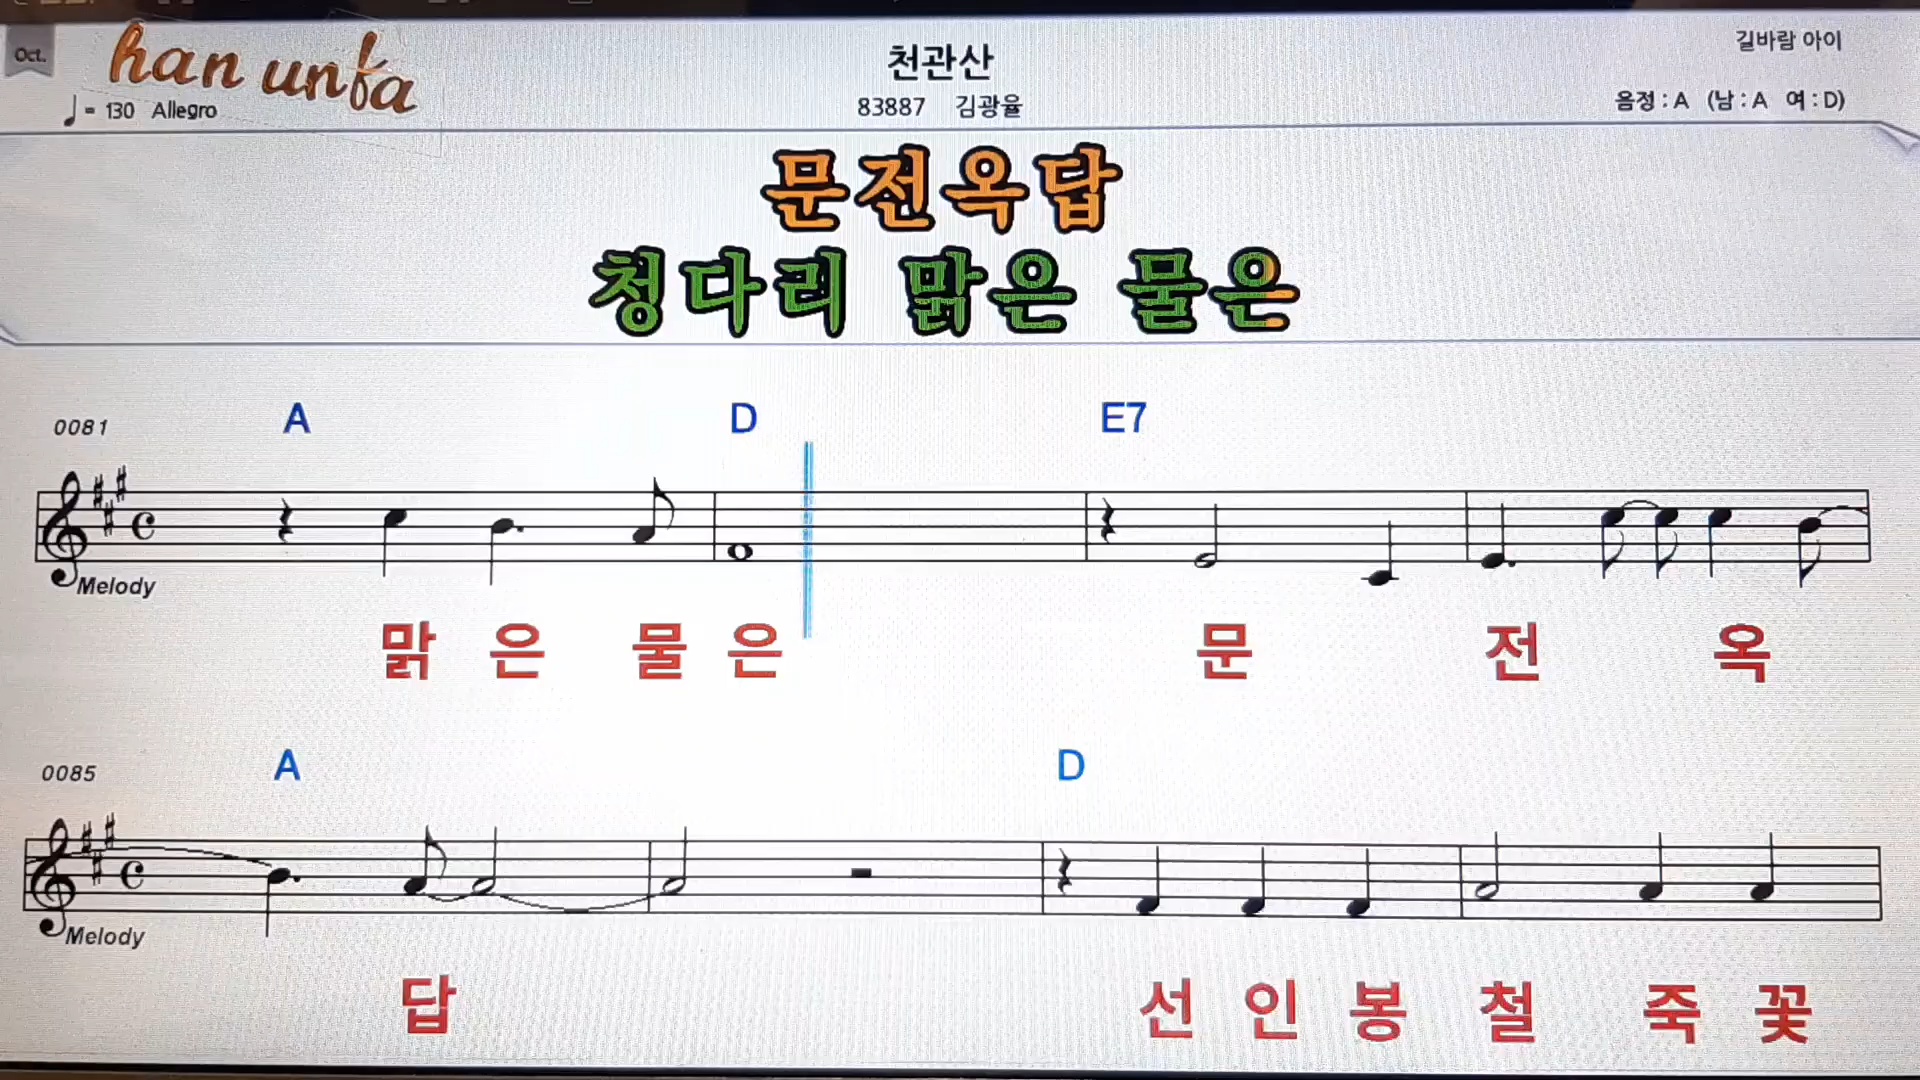 Oct.
han unfa
천관산
길바람 아이
♩= 130 Allegro
83887 김광율
음정 : A (남 : A 여 : D)
문전옥답
청다리 맑은 물은
0081
A D E7
Melody
맑 은 물 은 문 전 옥
0085
A D
Melody
답 선 인 봉 철 죽 꽃